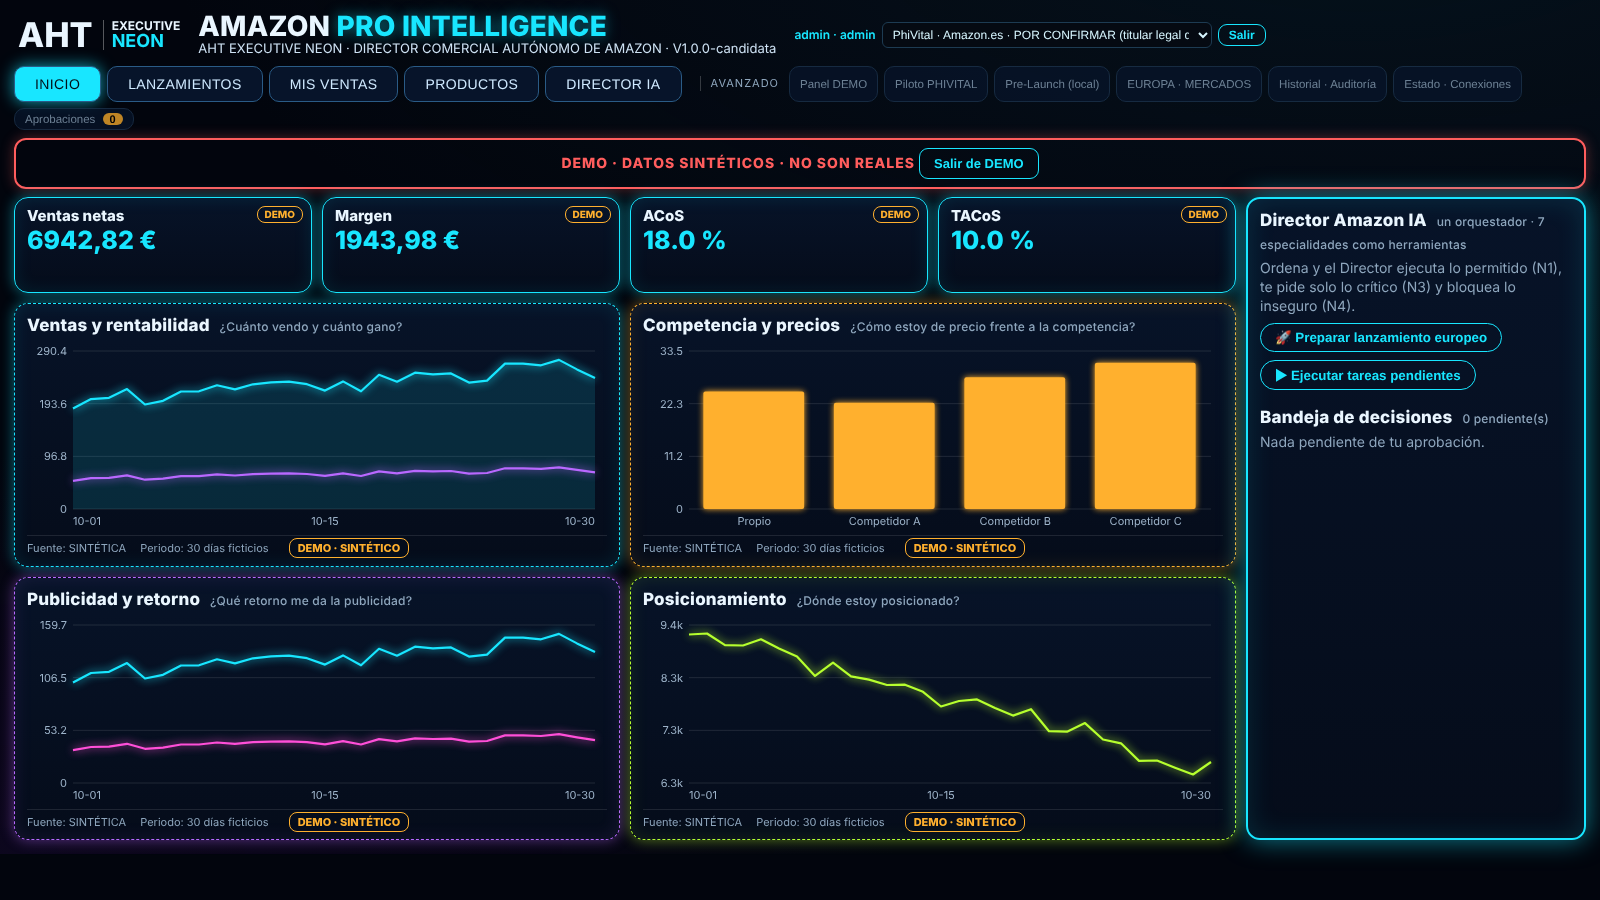 AHT EXECUTIVE NEON
AMAZON PRO INTELLIGENCE
AHT EXECUTIVE NEON · DIRECTOR COMERCIAL AUTÓNOMO DE AMAZON · V1.0.0-candidata
admin · admin
PhiVital · Amazon.es · POR CONFIRMAR (titular legal c
Salir
INICIO LANZAMIENTOS MIS VENTAS PRODUCTOS DIRECTOR IA AVANZADO Panel DEMO Piloto PHIVITAL Pre-Launch (local) EUROPA · MERCADOS Historial · Auditoría Estado · Conexiones
Aprobaciones 0
DEMO · DATOS SINTÉTICOS · NO SON REALES Salir de DEMO
Ventas netas DEMO
6942,82 €
Margen DEMO
1943,98 €
ACoS DEMO
18.0 %
TACoS DEMO
10.0 %
Ventas y rentabilidad ¿Cuánto vendo y cuánto gano?
290.4
193.6
96.8
0
10-01 10-15 10-30
Fuente: SINTÉTICA Periodo: 30 días ficticios DEMO · SINTÉTICO
Competencia y precios ¿Cómo estoy de precio frente a la competencia?
33.5
22.3
11.2
0
Propio Competidor A Competidor B Competidor C
Fuente: SINTÉTICA Periodo: 30 días ficticios DEMO · SINTÉTICO
Publicidad y retorno ¿Qué retorno me da la publicidad?
159.7
106.5
53.2
0
10-01 10-15 10-30
Fuente: SINTÉTICA Periodo: 30 días ficticios DEMO · SINTÉTICO
Posicionamiento ¿Dónde estoy posicionado?
9.4k
8.3k
7.3k
6.3k
10-01 10-15 10-30
Fuente: SINTÉTICA Periodo: 30 días ficticios DEMO · SINTÉTICO
Director Amazon IA un orquestador · 7
especialidades como herramientas
Ordena y el Director ejecuta lo permitido (N1),
te pide solo lo crítico (N3) y bloquea lo
inseguro (N4).
🚀 Preparar lanzamiento europeo
▶ Ejecutar tareas pendientes
Bandeja de decisiones 0 pendiente(s)
Nada pendiente de tu aprobación.